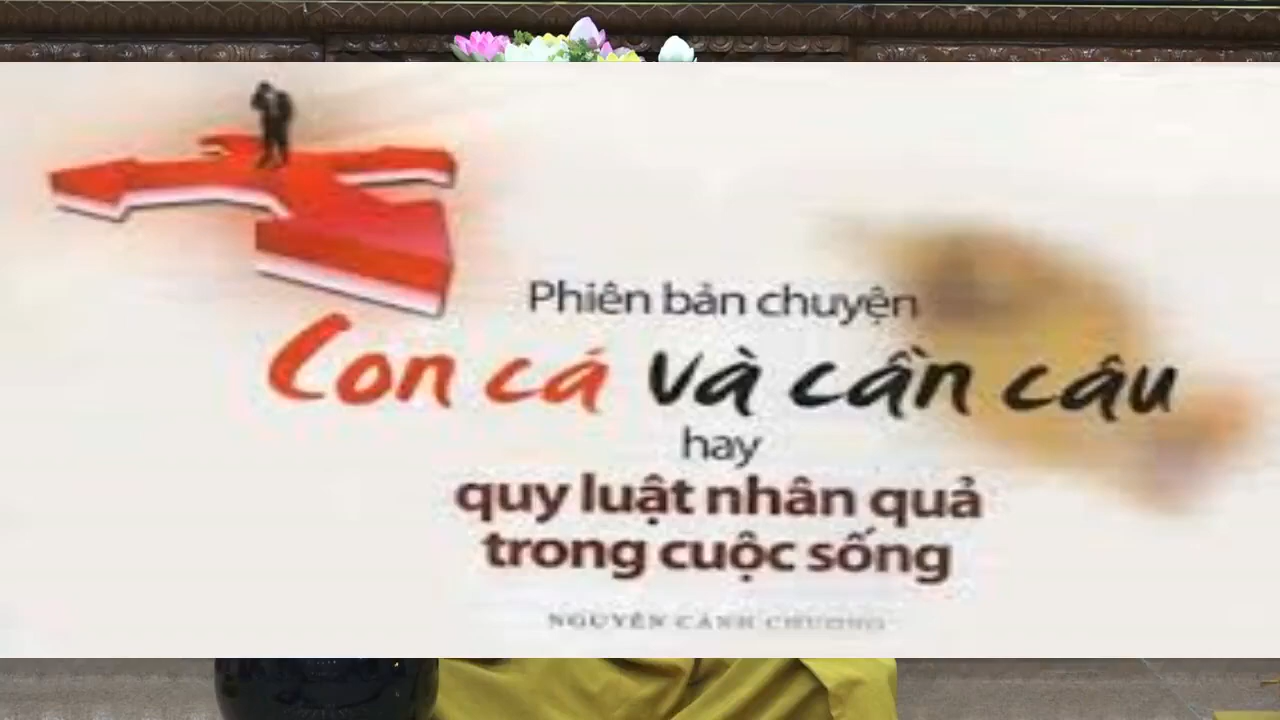 Phiên bản chuyện
Con cá và cần câu
hay
quy luật nhân quả
trong cuộc sống
NGUYỄN CẢNH CHƯƠNG